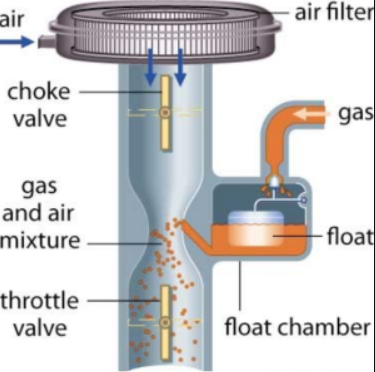 air
air filter
choke
valve
gas
gas
and air
mixture
float
throttle
valve
float chamber